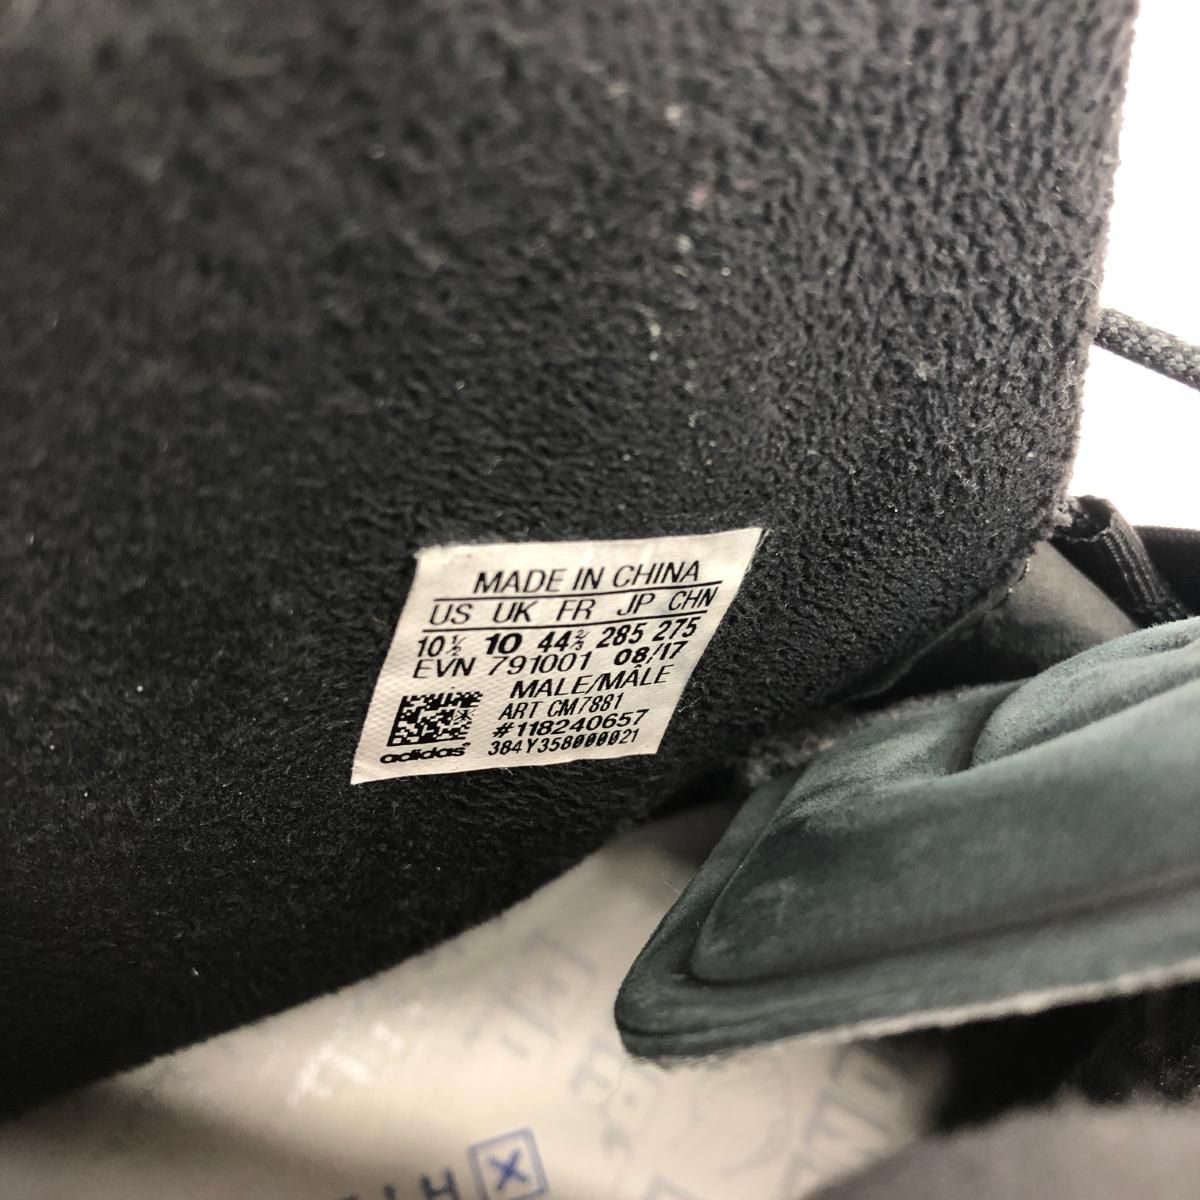 MADE IN CHINA
US UK FR JP CHN
10½ 10 44⅔ 285 275
EVN 791001 08/17
MALE/MÂLE
ART CM7881
#118240657
384Y358000021
adidas